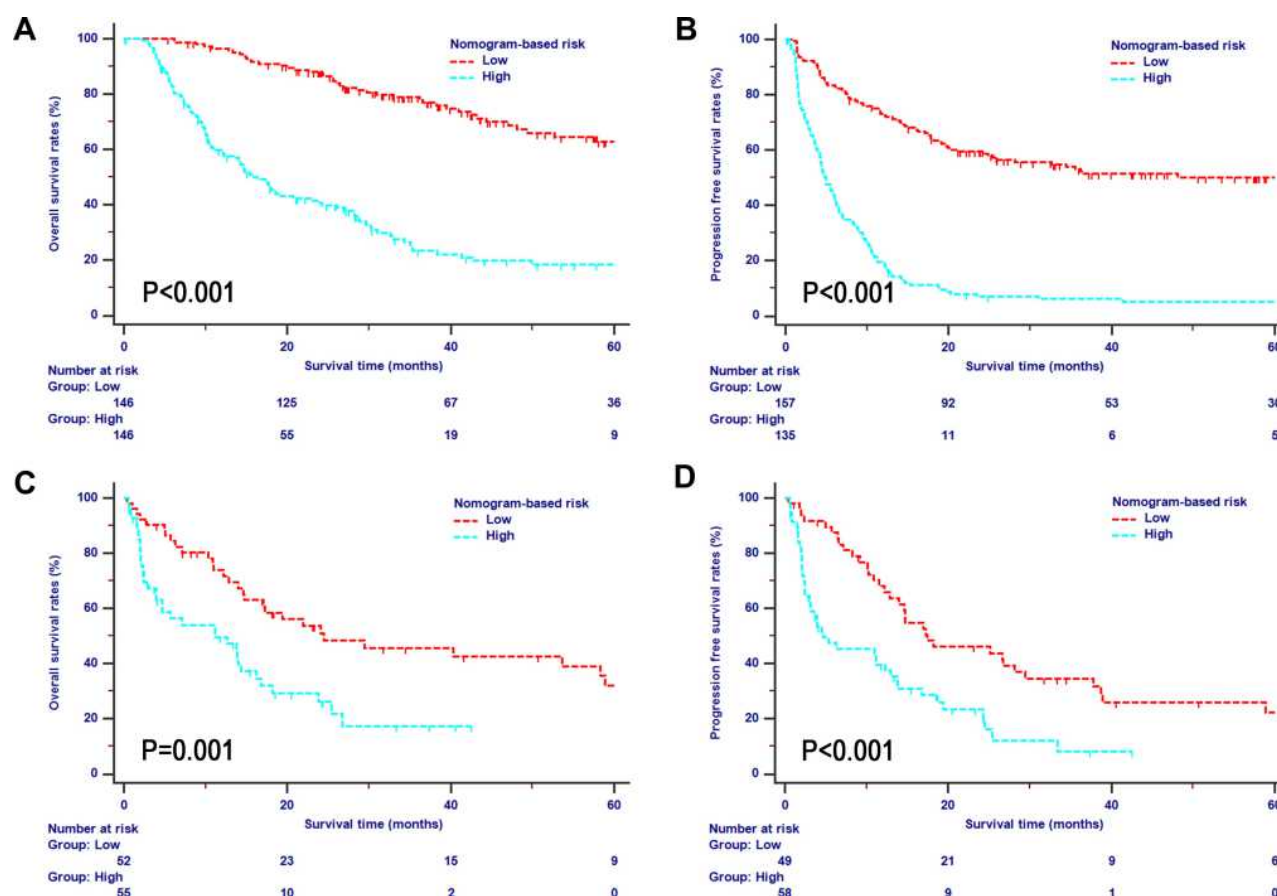 A
Nomogram-based risk
Low
High
100
80
60
40
20
0
Overall survival rates (%)
P<0.001
0 20 40 60
Survival time (months)
Number at risk
Group: Low
146 125 67 36
Group: High
146 55 19 9
B
Nomogram-based risk
Low
High
100
80
60
40
20
0
Progression free survival rates (%)
P<0.001
0 20 40 60
Survival time (months)
Number at risk
Group: Low
157 92 53
Group: High
135 11 6 5
C
Nomogram-based risk
Low
High
100
80
60
40
20
0
Overall survival rates (%)
P=0.001
0 20 40 60
Survival time (months)
Number at risk
Group: Low
52 23 15 9
Group: High
55 10 2 0
D
Nomogram-based risk
Low
High
100
80
60
40
20
0
Progression free survival rates (%)
P<0.001
0 20 40 60
Survival time (months)
Number at risk
Group: Low
49 21 9 6
Group: High
58 9 1 0